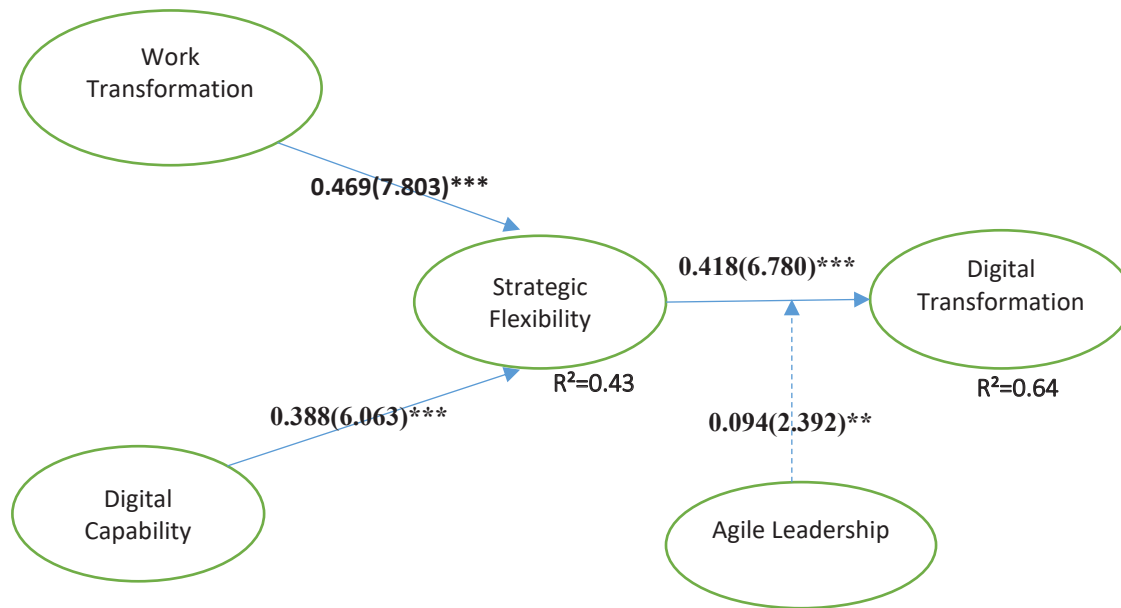 Work
Transformation
0.469(7.803)***
Strategic
Flexibility
R²=0.43
0.418(6.780)***
Digital
Transformation
R²=0.64
0.388(6.063)***
0.094(2.392)**
Digital
Capability
Agile Leadership